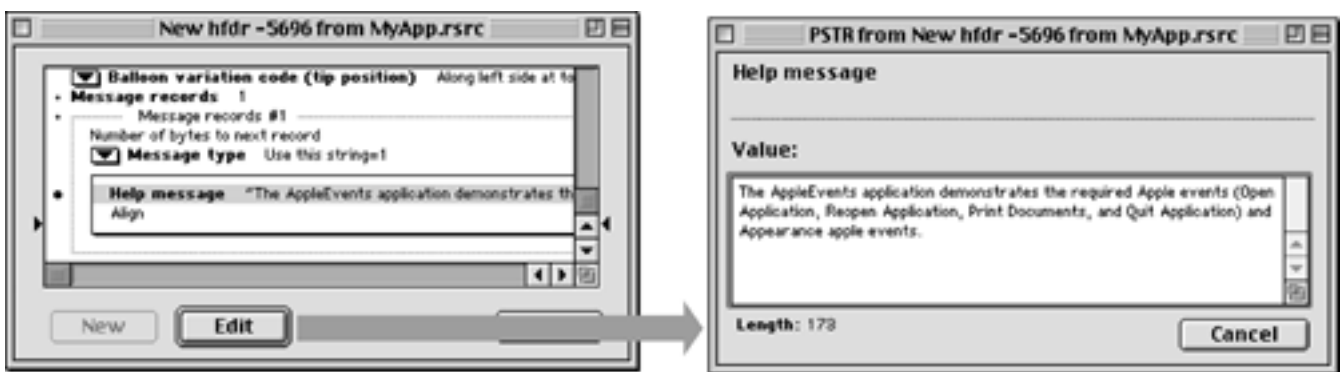 New hfdr -5696 from MyApp.rsrc
Balloon variation code (tip position) Along left side at to
Message records 1
Message records #1
Number of bytes to next record
Message type Use this string=1
Help message "The AppleEvents application demonstrates th
Align
New Edit
PSTR from New hfdr -5696 from MyApp.rsrc
Help message
Value:
The AppleEvents application demonstrates the required Apple events (Open
Application, Reopen Application, Print Documents, and Quit Application) and
Appearance apple events.
Length: 173
Cancel